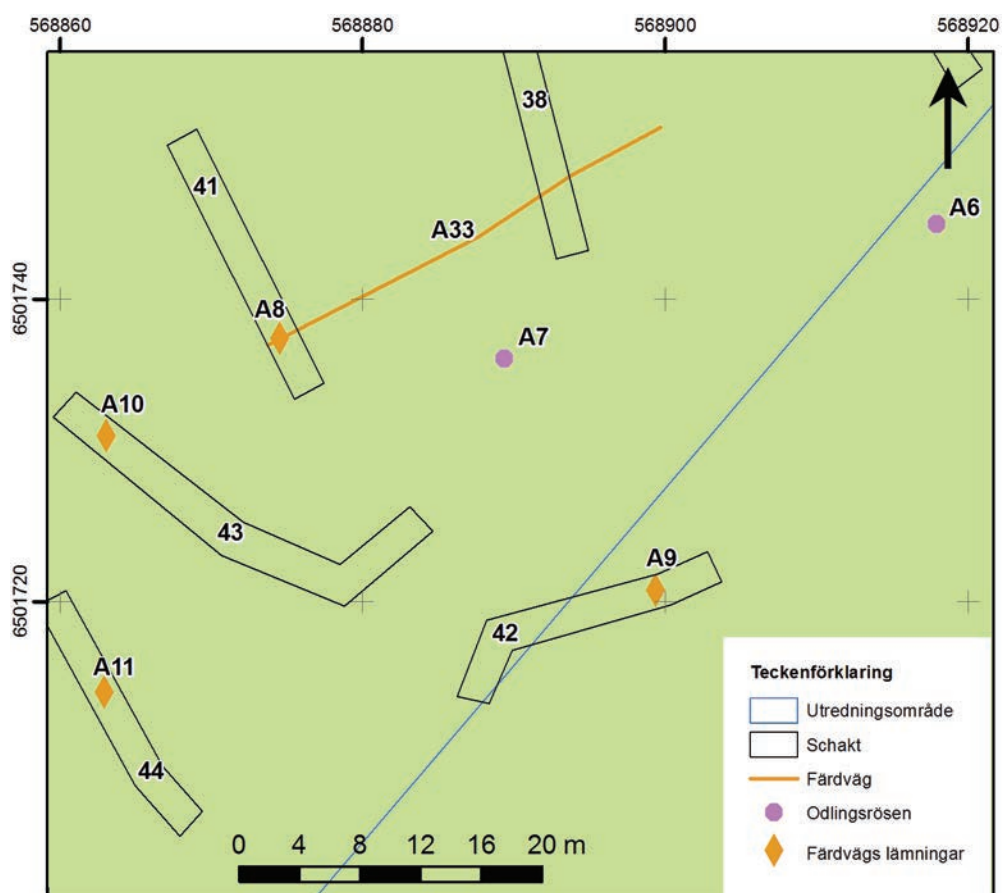 568860
568880
568900
568920
38
41
A6
A33
6501740
A8
A7
A10
43
A9
6501720
42
A11
44
Teckenförklaring
Utredningsområde
Schakt
Färdväg
Odlingsrösen
Färdvägs lämningar
0 4 8 12 16 20 m